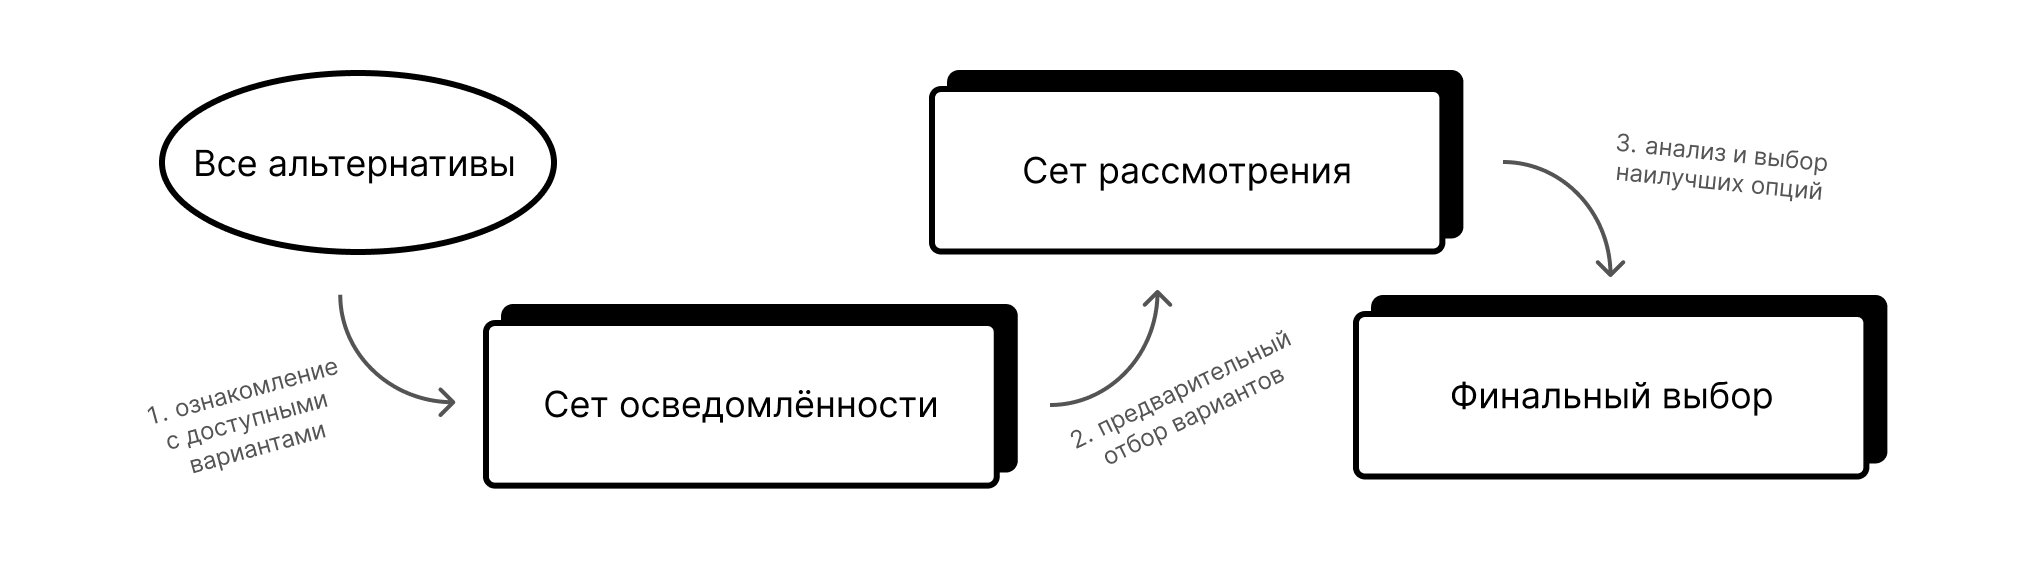 Все альтернативы
1. ознакомление
с доступными
вариантами
Сет осведомлённости
2. предварительный
отбор вариантов
Сет рассмотрения
3. анализ и выбор
наилучших опций
Финальный выбор